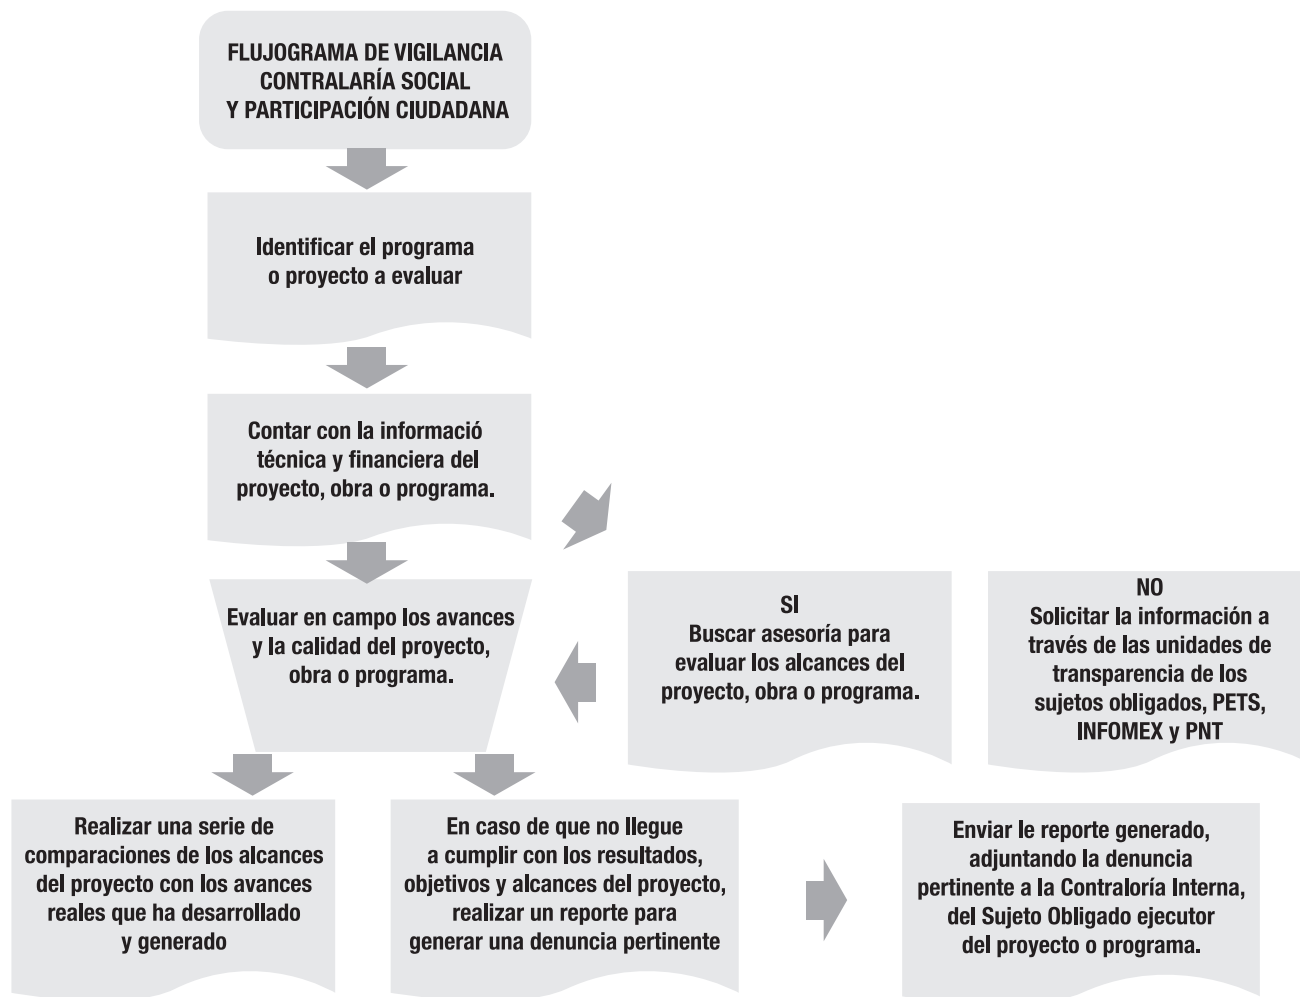 FLUJOGRAMA DE VIGILANCIA
CONTRALARÍA SOCIAL
Y PARTICIPACIÓN CIUDADANA
Identificar el programa
o proyecto a evaluar
Contar con la informació
técnica y financiera del
proyecto, obra o programa.
Evaluar en campo los avances
y la calidad del proyecto,
obra o programa.
SI
Buscar asesoría para
evaluar los alcances del
proyecto, obra o programa.
NO
Solicitar la información a
través de las unidades de
transparencia de los
sujetos obligados, PETS,
INFOMEX y PNT
Realizar una serie de
comparaciones de los alcances
del proyecto con los avances
reales que ha desarrollado
y generado
En caso de que no llegue
a cumplir con los resultados,
objetivos y alcances del proyecto,
realizar un reporte para
generar una denuncia pertinente
Enviar le reporte generado,
adjuntando la denuncia
pertinente a la Contraloría Interna,
del Sujeto Obligado ejecutor
del proyecto o programa.